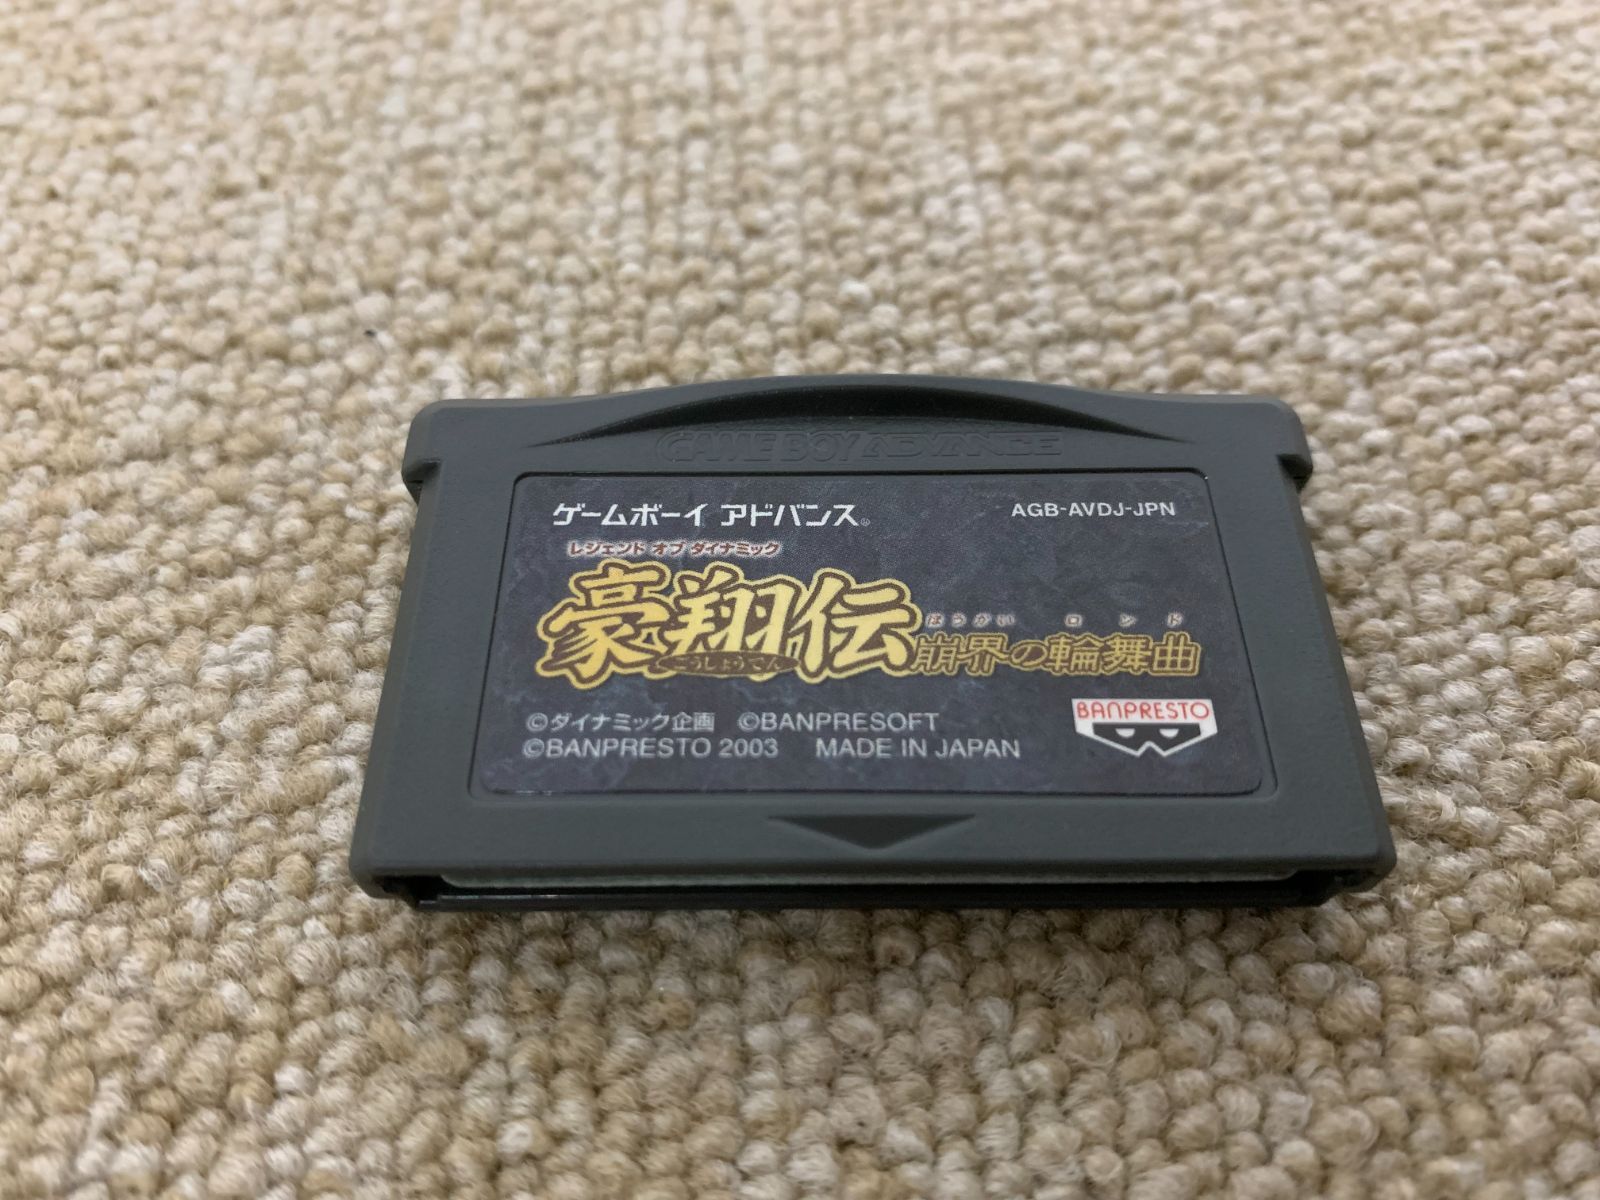 GAME BOY ADVANCE
ゲームボーイ アドバンス® AGB-AVDJ-JPN
レジェンド オブ ダイナミック
豪翔伝
ごうしょうでん
ほうかい ロンド
崩界の輪舞曲
©ダイナミック企画 ©BANPRESOFT
©BANPRESTO 2003 MADE IN JAPAN
BANPRESTO